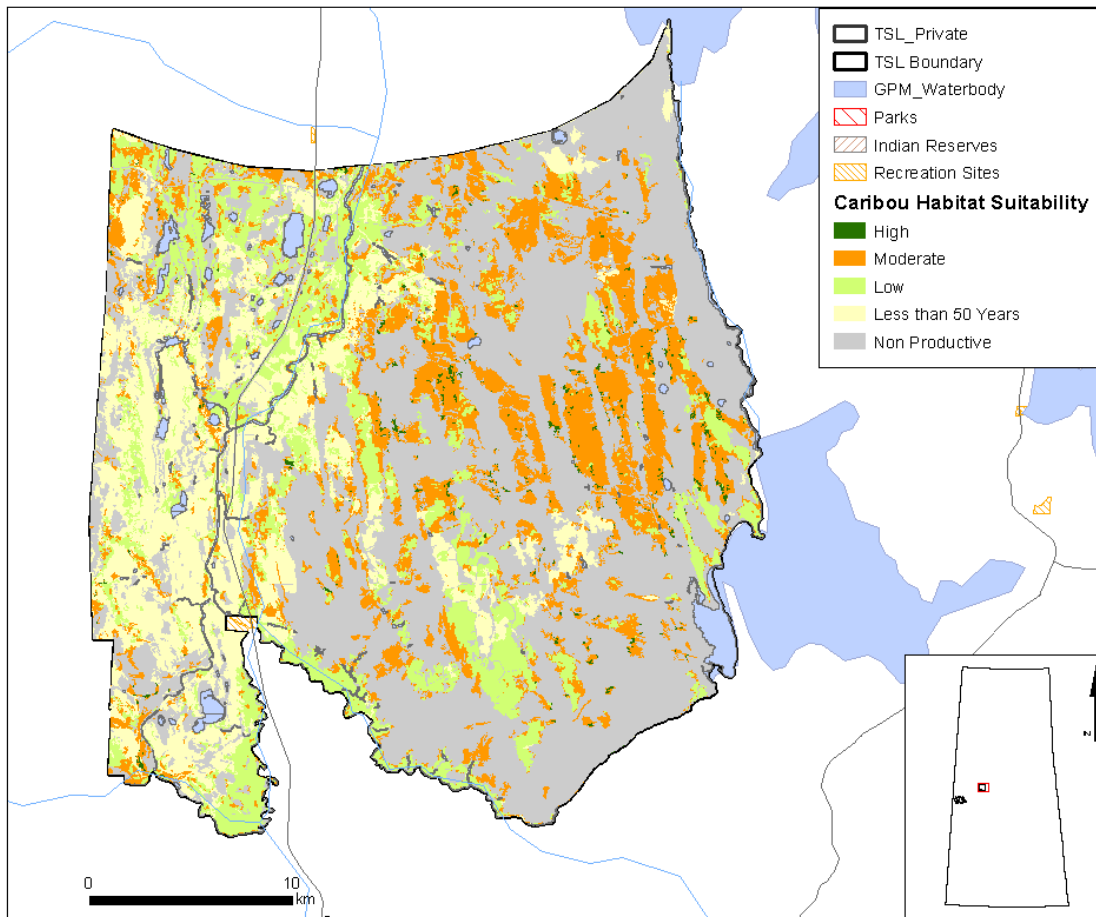 TSL_Private
TSL Boundary
GPM_Waterbody
Parks
Indian Reserves
Recreation Sites
Caribou Habitat Suitability
High
Moderate
Low
Less than 50 Years
Non Productive
0 10
km
N